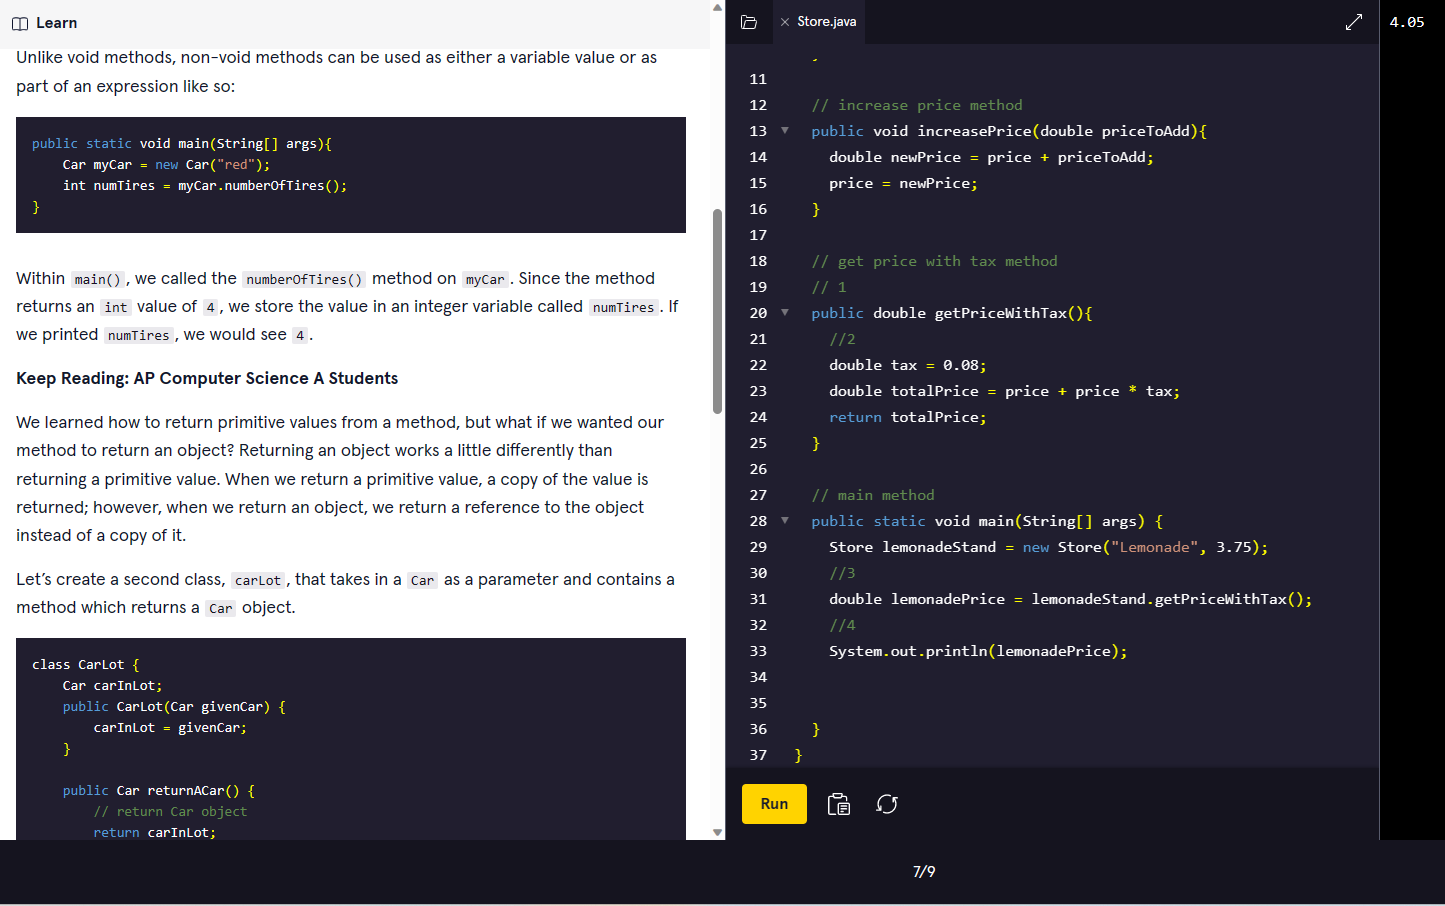 Learn
Unlike void methods, non-void methods can be used as either a variable value or as
part of an expression like so:
public static void main(String[] args){
    Car myCar = new Car("red");
    int numTires = myCar.numberOfTires();
}
Within main(), we called the numberOfTires() method on myCar. Since the method
returns an int value of 4, we store the value in an integer variable called numTires. If
we printed numTires, we would see 4.
Keep Reading: AP Computer Science A Students
We learned how to return primitive values from a method, but what if we wanted our
method to return an object? Returning an object works a little differently than
returning a primitive value. When we return a primitive value, a copy of the value is
returned; however, when we return an object, we return a reference to the object
instead of a copy of it.
Let's create a second class, carLot, that takes in a Car as a parameter and contains a
method which returns a Car object.
class CarLot {
    Car carInLot;
    public CarLot(Car givenCar) {
        carInLot = givenCar;
    }
    public Car returnACar() {
        // return Car object
        return carInLot;
Store.java
11
12 // increase price method
13 public void increasePrice(double priceToAdd){
14 double newPrice = price + priceToAdd;
15 price = newPrice;
16 }
17
18 // get price with tax method
19 // 1
20 public double getPriceWithTax(){
21 //2
22 double tax = 0.08;
23 double totalPrice = price + price * tax;
24 return totalPrice;
25 }
26
27 // main method
28 public static void main(String[] args) {
29 Store lemonadeStand = new Store("Lemonade", 3.75);
30 //3
31 double lemonadePrice = lemonadeStand.getPriceWithTax();
32 //4
33 System.out.println(lemonadePrice);
34
35
36 }
37 }
Run
4.05
7/9